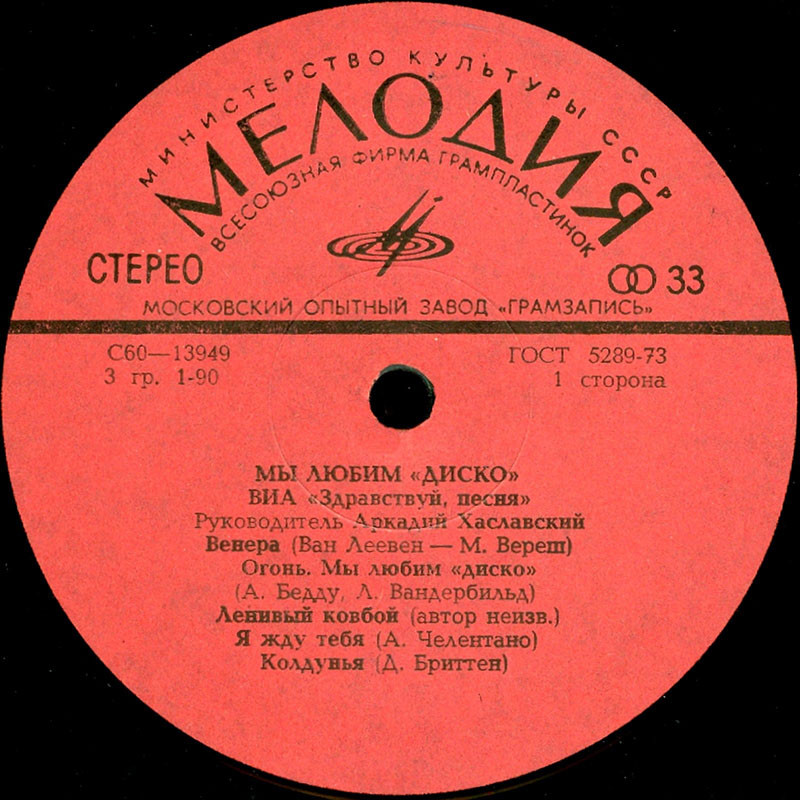 МИНИСТЕРСТВО КУЛЬТУРЫ СССР
МЕЛОДИЯ
ВСЕСОЮЗНАЯ ФИРМА ГРАМПЛАСТИНОК
СТЕРЕО
33
МОСКОВСКИЙ ОПЫТНЫЙ ЗАВОД «ГРАМЗАПИСЬ»
С60—13949
ГОСТ 5289-73
3 гр. 1-90
1 сторона
МЫ ЛЮБИМ «ДИСКО»
ВИА «Здравствуй, песня»
Руководитель Аркадий Хаславский
Венера (Ван Леевен — М. Вереш)
Огонь. Мы любим «диско»
(А. Бедду, Л. Вандербильд)
Ленивый ковбой (автор неизв.)
Я жду тебя (А. Челентано)
Колдунья (Д. Бриттен)